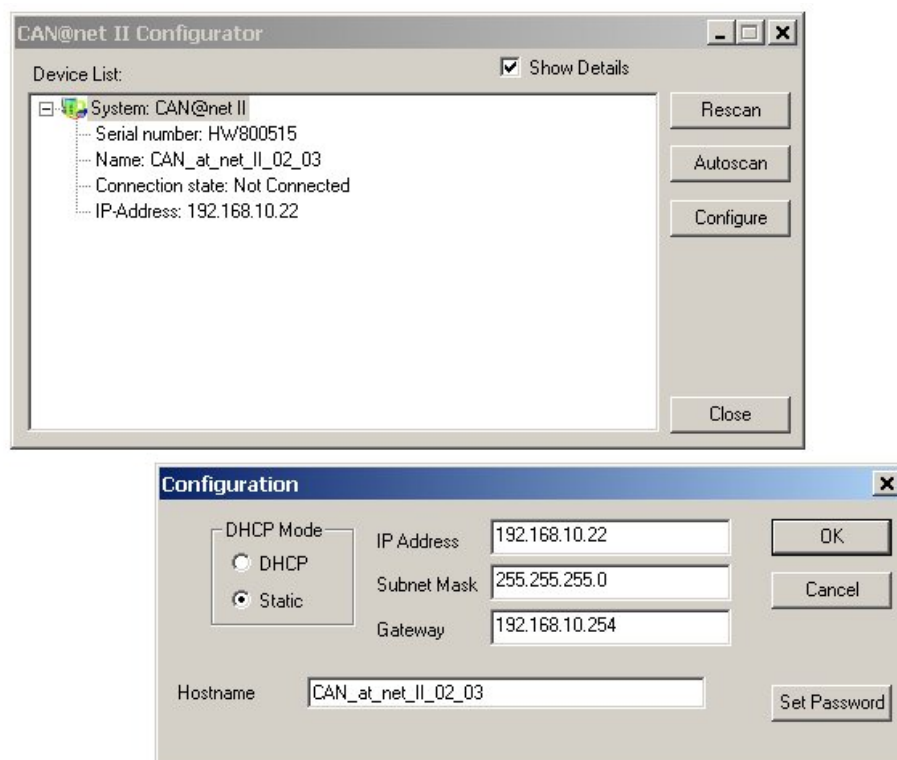 CAN@net II Configurator
Device List:
Show Details
System: CAN@net II
Serial number: HW800515
Name: CAN_at_net_II_02_03
Connection state: Not Connected
IP-Address: 192.168.10.22
Rescan
Autoscan
Configure
Close
Configuration
DHCP Mode
DHCP
Static
IP Address 192.168.10.22
Subnet Mask 255.255.255.0
Gateway 192.168.10.254
OK
Cancel
Hostname CAN_at_net_II_02_03
Set Password